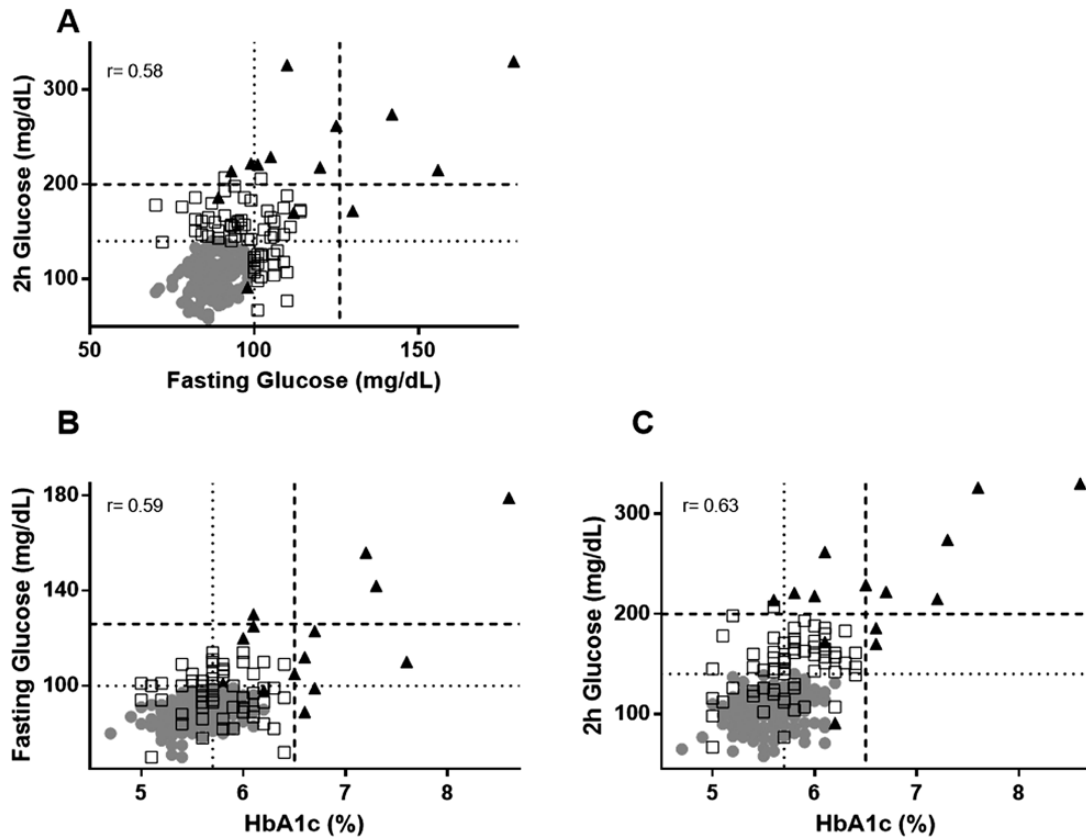 A
r= 0.58
300
200
100
2h Glucose (mg/dL)
50
100
150
Fasting Glucose (mg/dL)
B
r= 0.59
180
140
100
Fasting Glucose (mg/dL)
5
6
7
8
HbA1c (%)
C
r= 0.63
300
200
100
2h Glucose (mg/dL)
5
6
7
8
HbA1c (%)